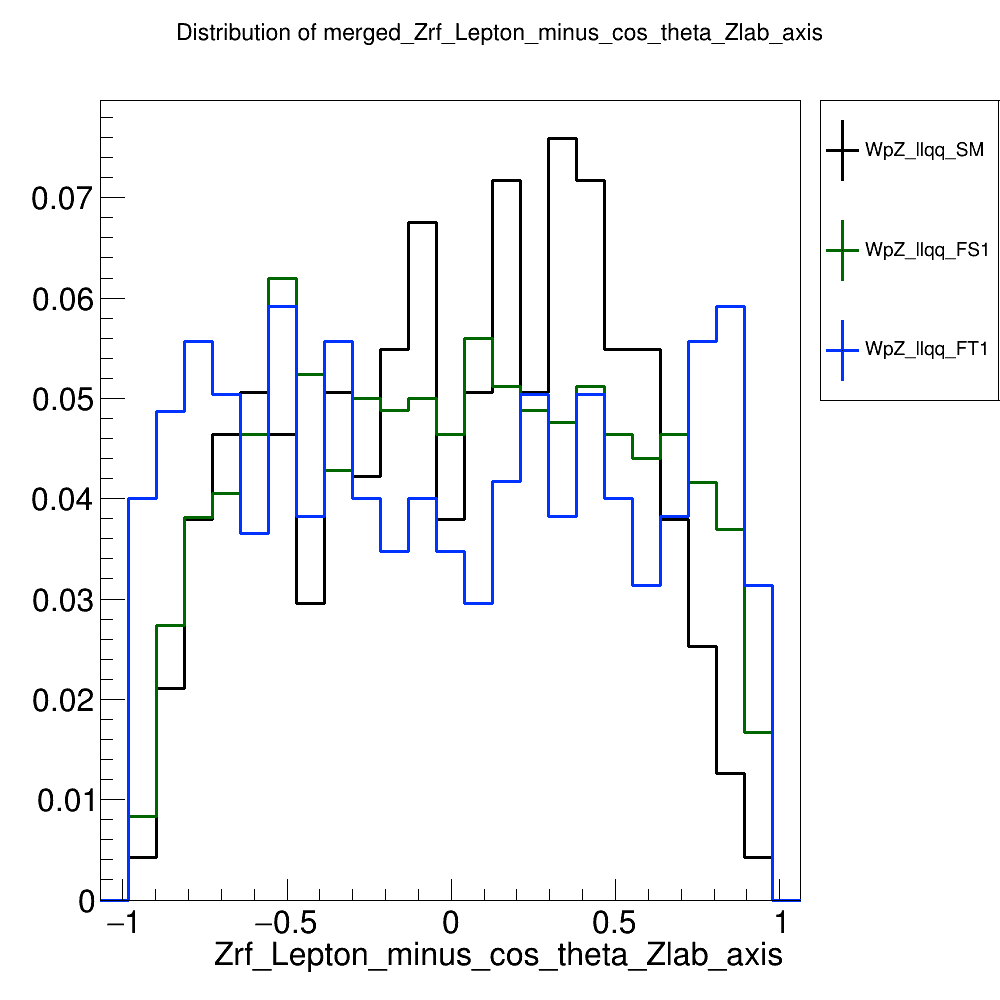 Distribution of merged_Zrf_Lepton_minus_cos_theta_Zlab_axis
WpZ_llqq_SM
WpZ_llqq_FS1
WpZ_llqq_FT1
0.07
0.06
0.05
0.04
0.03
0.02
0.01
0
−1 −0.5 0 0.5 1
Zrf_Lepton_minus_cos_theta_Zlab_axis